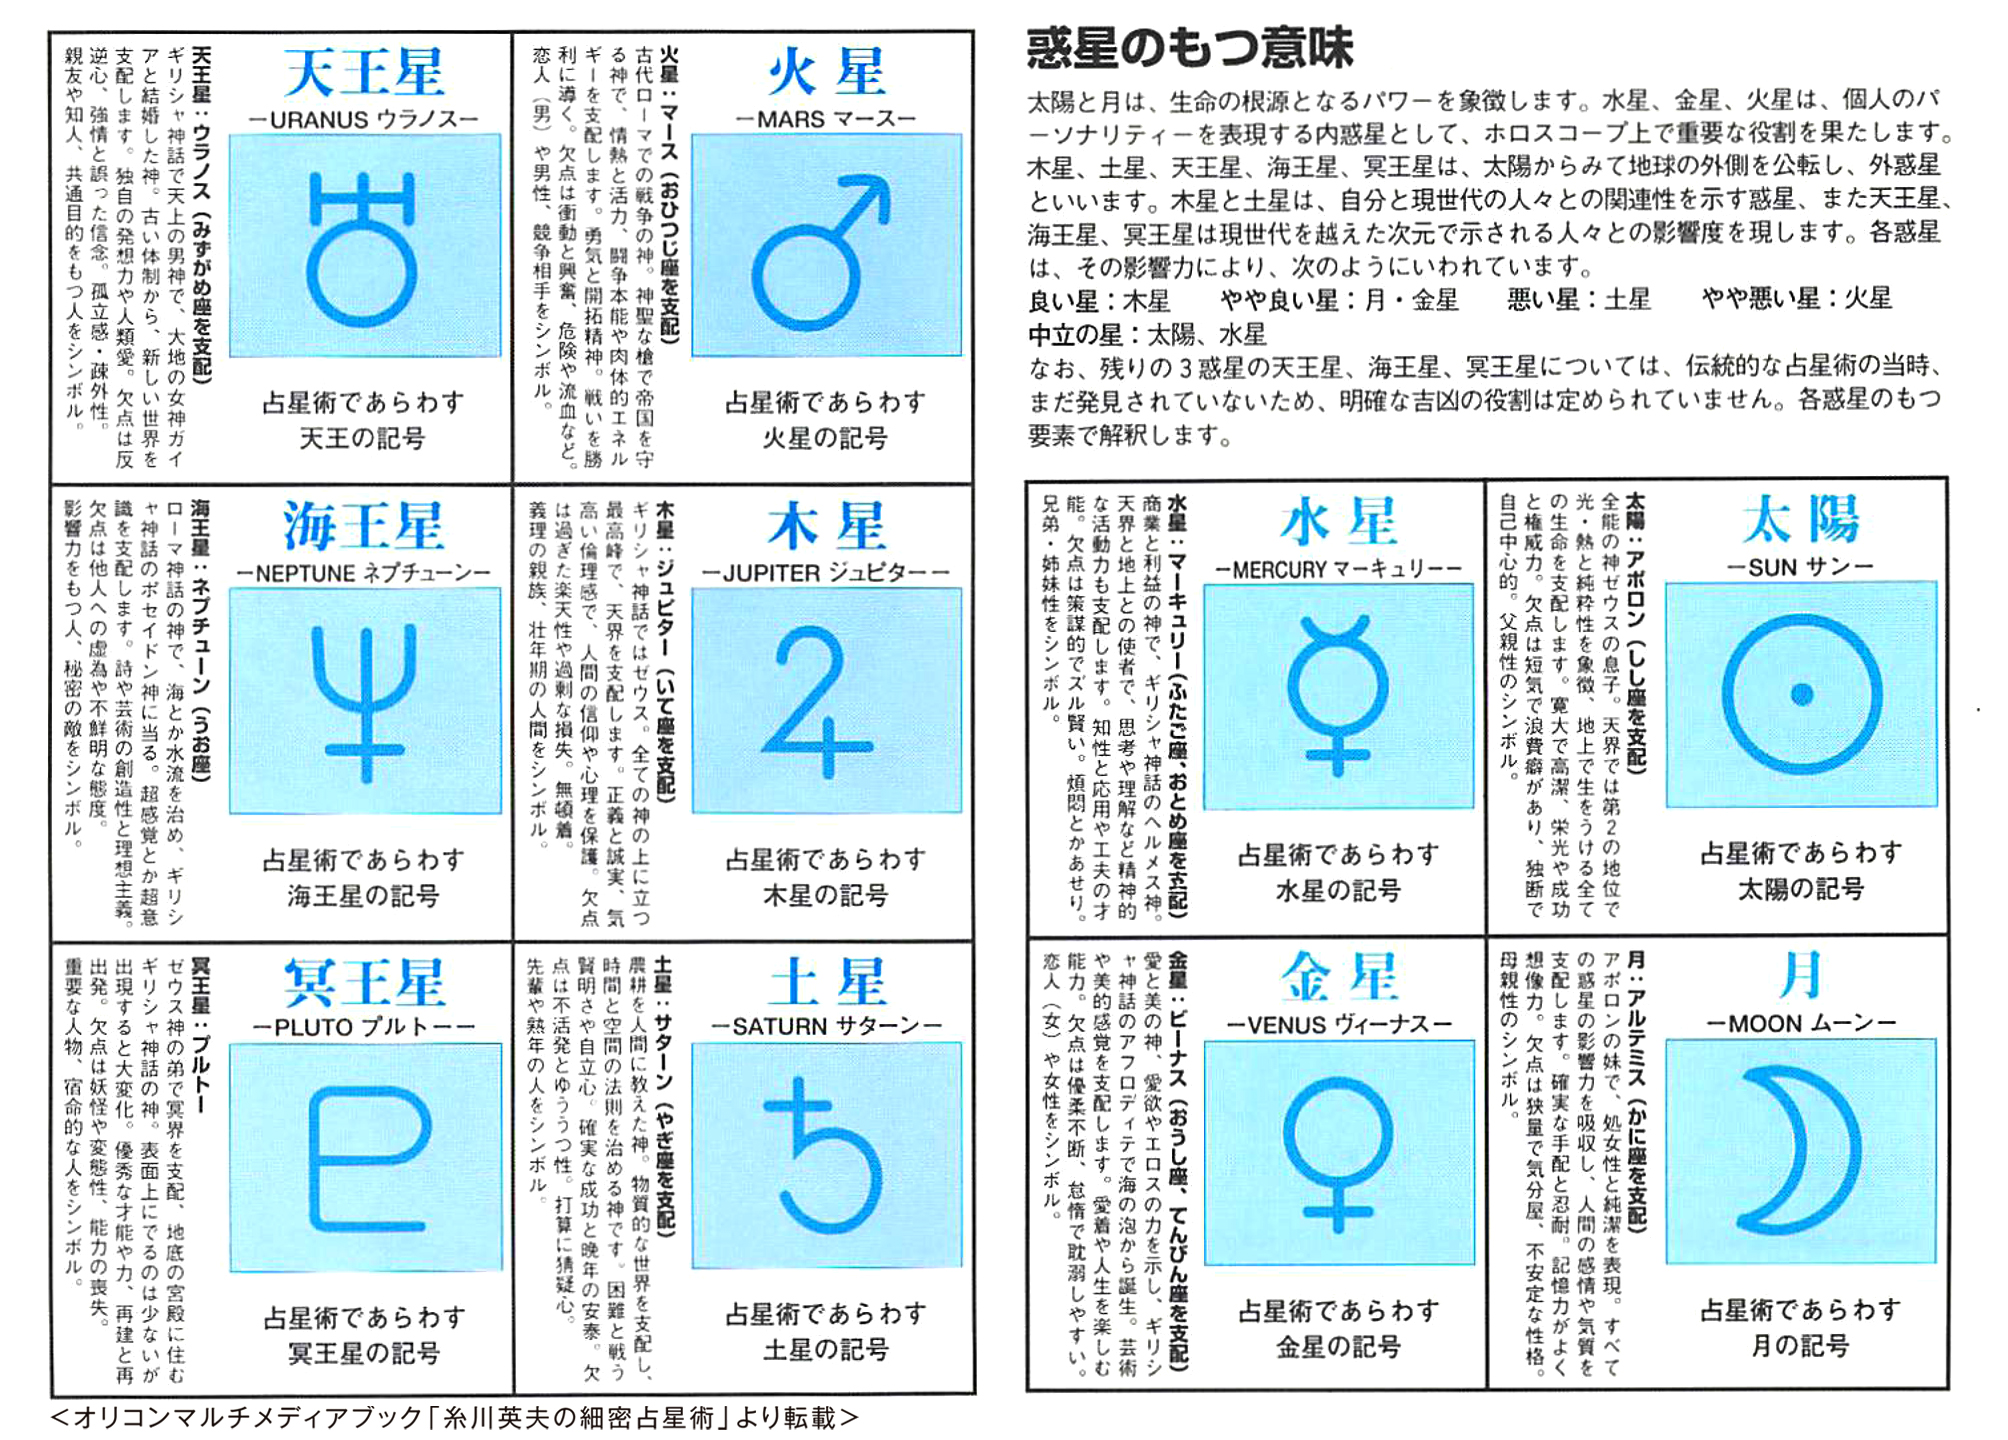 惑星のもつ意味
太陽と月は、生命の根源となるパワーを象徴します。水星、金星、火星は、個人のパ
ーソナリティーを表現する内惑星として、ホロスコープ上で重要な役割を果たします。
木星、土星、天王星、海王星、冥王星は、太陽からみて地球の外側を公転し、外惑星
といいます。木星と土星は、自分と現世代の人々との関連性を示す惑星、また天王星、
海王星、冥王星は現世代を越えた次元で示される人々との影響度を現します。各惑星
は、その影響力により、次のようにいわれています。
良い星：木星　やや良い星：月・金星　悪い星：土星　やや悪い星：火星
中立の星：太陽、水星
なお、残りの3惑星の天王星、海王星、冥王星については、伝統的な占星術の当時、
まだ発見されていないため、明確な吉凶の役割は定められていません。各惑星のもつ
要素で解釈します。
太陽
－SUN サン－
占星術であらわす
太陽の記号
太陽：アポロン（しし座を支配）
全能の神ゼウスの息子。天界では第2の地位で
光・熱と純粋性を象徴、地上で生をうける全て
の生命を支配します。寛大で高潔、栄光や成功
と権威力。欠点は短気で浪費癖があり、独断で
自己中心的。父親性のシンボル。
水星
－MERCURY マーキュリー－
占星術であらわす
水星の記号
水星：マーキュリー（ふたご座、おとめ座を支配）
商業と利益の神で、ギリシャ神話のヘルメス神。
天界と地上との使者で、思考や理解など精神的
な活動力も支配します。知性と応用や工夫の才
能。欠点は策謀的でズル賢い。煩悶とかあせり。
兄弟・姉妹性をシンボル。
月
－MOON ムーン－
占星術であらわす
月の記号
月：アルテミス（かに座を支配）
アポロンの妹で、処女性と純潔を表現。すべて
の惑星の影響力を吸収し、人間の感情や気質を
支配します。確実な手配と忍耐。記憶力がよく
想像力。欠点は狭量で気分屋、不安定な性格。
母親性のシンボル。
金星
－VENUS ヴィーナス－
占星術であらわす
金星の記号
金星：ビーナス（おうし座、てんびん座を支配）
愛と美の神、愛欲やエロスの力を示し、ギリシ
ャ神話のアフロディテで海の泡から誕生。芸術
や美的感覚を支配します。愛着や人生を楽しむ
能力。欠点は優柔不断、怠惰で耽溺しやすい。
恋人（女）や女性をシンボル。
火星
－MARS マース－
占星術であらわす
火星の記号
火星：マース（おひつじ座を支配）
古代ローマでの戦争の神。神聖な槍で帝国を守
る神で、情熱と活力、闘争本能や肉体的エネル
ギーを支配します。勇気と開拓精神。戦いを勝
利に導く。欠点は衝動と興奮、危険や流血など。
恋人（男）や男性、競争相手をシンボル。
天王星
－URANUS ウラノス－
占星術であらわす
天王の記号
天王星：ウラノス（みずがめ座を支配）
ギリシャ神話で天上の男神で、大地の女神ガイ
アと結婚した神。古い体制から、新しい世界を
支配します。独自の発想力や人類愛。欠点は反
逆心、強情と誤った信念。孤立感・疎外性。
親友や知人、共通目的をもつ人をシンボル。
木星
－JUPITER ジュピター－
占星術であらわす
木星の記号
木星：ジュピター（いて座を支配）
ギリシャ神話ではゼウス。全ての神の上に立つ
最高峰で、天界を支配します。正義と誠実、気
高い倫理感で、人間の信仰や心理を保護。欠点
は過ぎた楽天性や過剰な損失。無頓着。
義理の親族、壮年期の人間をシンボル。
海王星
－NEPTUNE ネプチューン－
占星術であらわす
海王星の記号
海王星：ネプチューン（うお座）
ローマ神話の神で、海とか水流を治め、ギリシ
ャ神話のポセイドン神に当る。超感覚とか超意
識を支配します。詩や芸術の創造性と理想主義。
欠点は他人への虚為や不鮮明な態度。
影響力をもつ人、秘密の敵をシンボル。
土星
－SATURN サターン－
占星術であらわす
土星の記号
土星：サターン（やぎ座を支配）
農耕を人間に教えた神。物質的な世界を支配し、
時間と空間の法則を治める神です。困難と戦う
賢明さや自立心。確実な成功と晩年の安泰。欠
点は不活発とゆううつ性。打算に猜疑心。
先輩や熟年の人をシンボル。
冥王星
－PLUTO プルトー－
占星術であらわす
冥王星の記号
冥王星：プルトー
ゼウス神の弟で冥界を支配、地底の宮殿に住む
ギリシャ神話の神。表面上にでるのは少ないが
出現すると大変化。優秀な才能や力、再建と再
出発。欠点は妖怪や変態性、能力の喪失。
重要な人物、宿命的な人をシンボル。
＜オリコンマルチメディアブック「糸川英夫の細密占星術」より転載＞